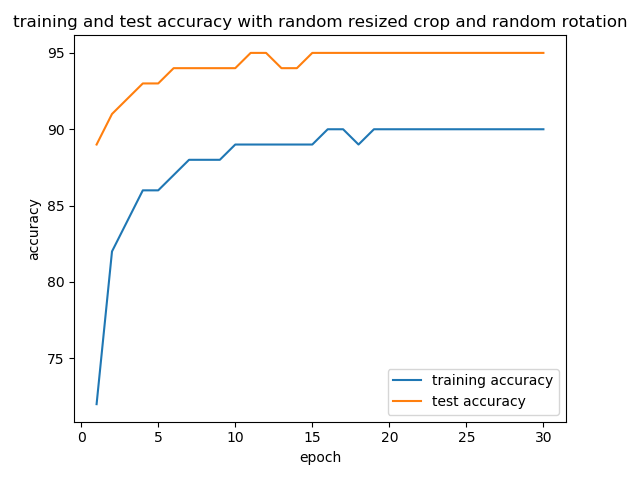 training and test accuracy with random resized crop and random rotation
95
90
85
80
75
accuracy
training accuracy
test accuracy
0 5 10 15 20 25 30
epoch